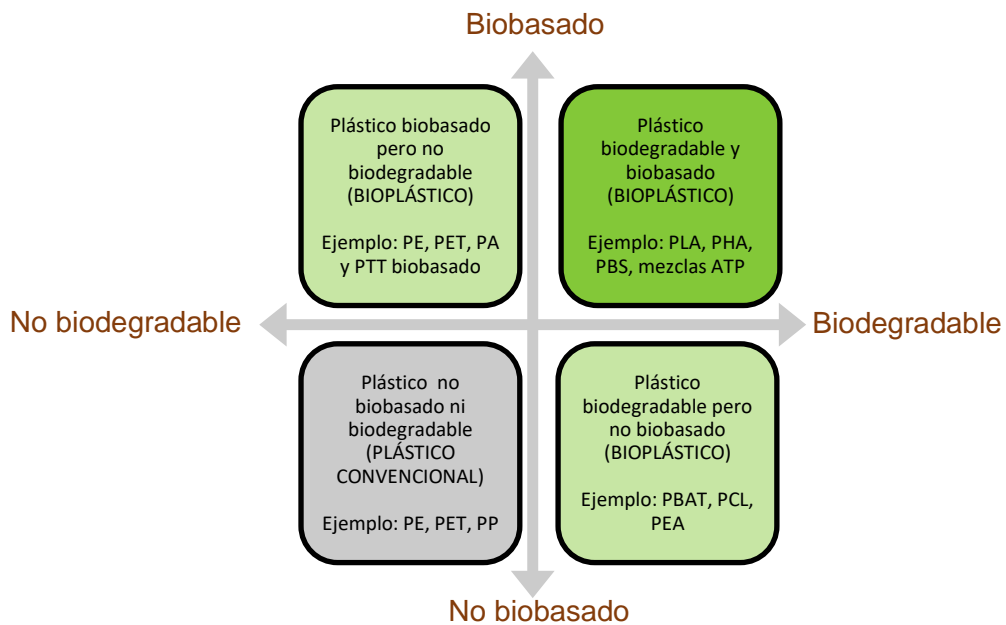 Biobasado
Plástico biobasado
pero no
biodegradable
(BIOPLÁSTICO)
Ejemplo: PE, PET, PA
y PTT biobasado
Plástico
biodegradable y
biobasado
(BIOPLÁSTICO)
Ejemplo: PLA, PHA,
PBS, mezclas ATP
No biodegradable
Biodegradable
Plástico no
biobasado ni
biodegradable
(PLÁSTICO
CONVENCIONAL)
Ejemplo: PE, PET, PP
Plástico
biodegradable pero
no biobasado
(BIOPLÁSTICO)
Ejemplo: PBAT, PCL,
PEA
No biobasado